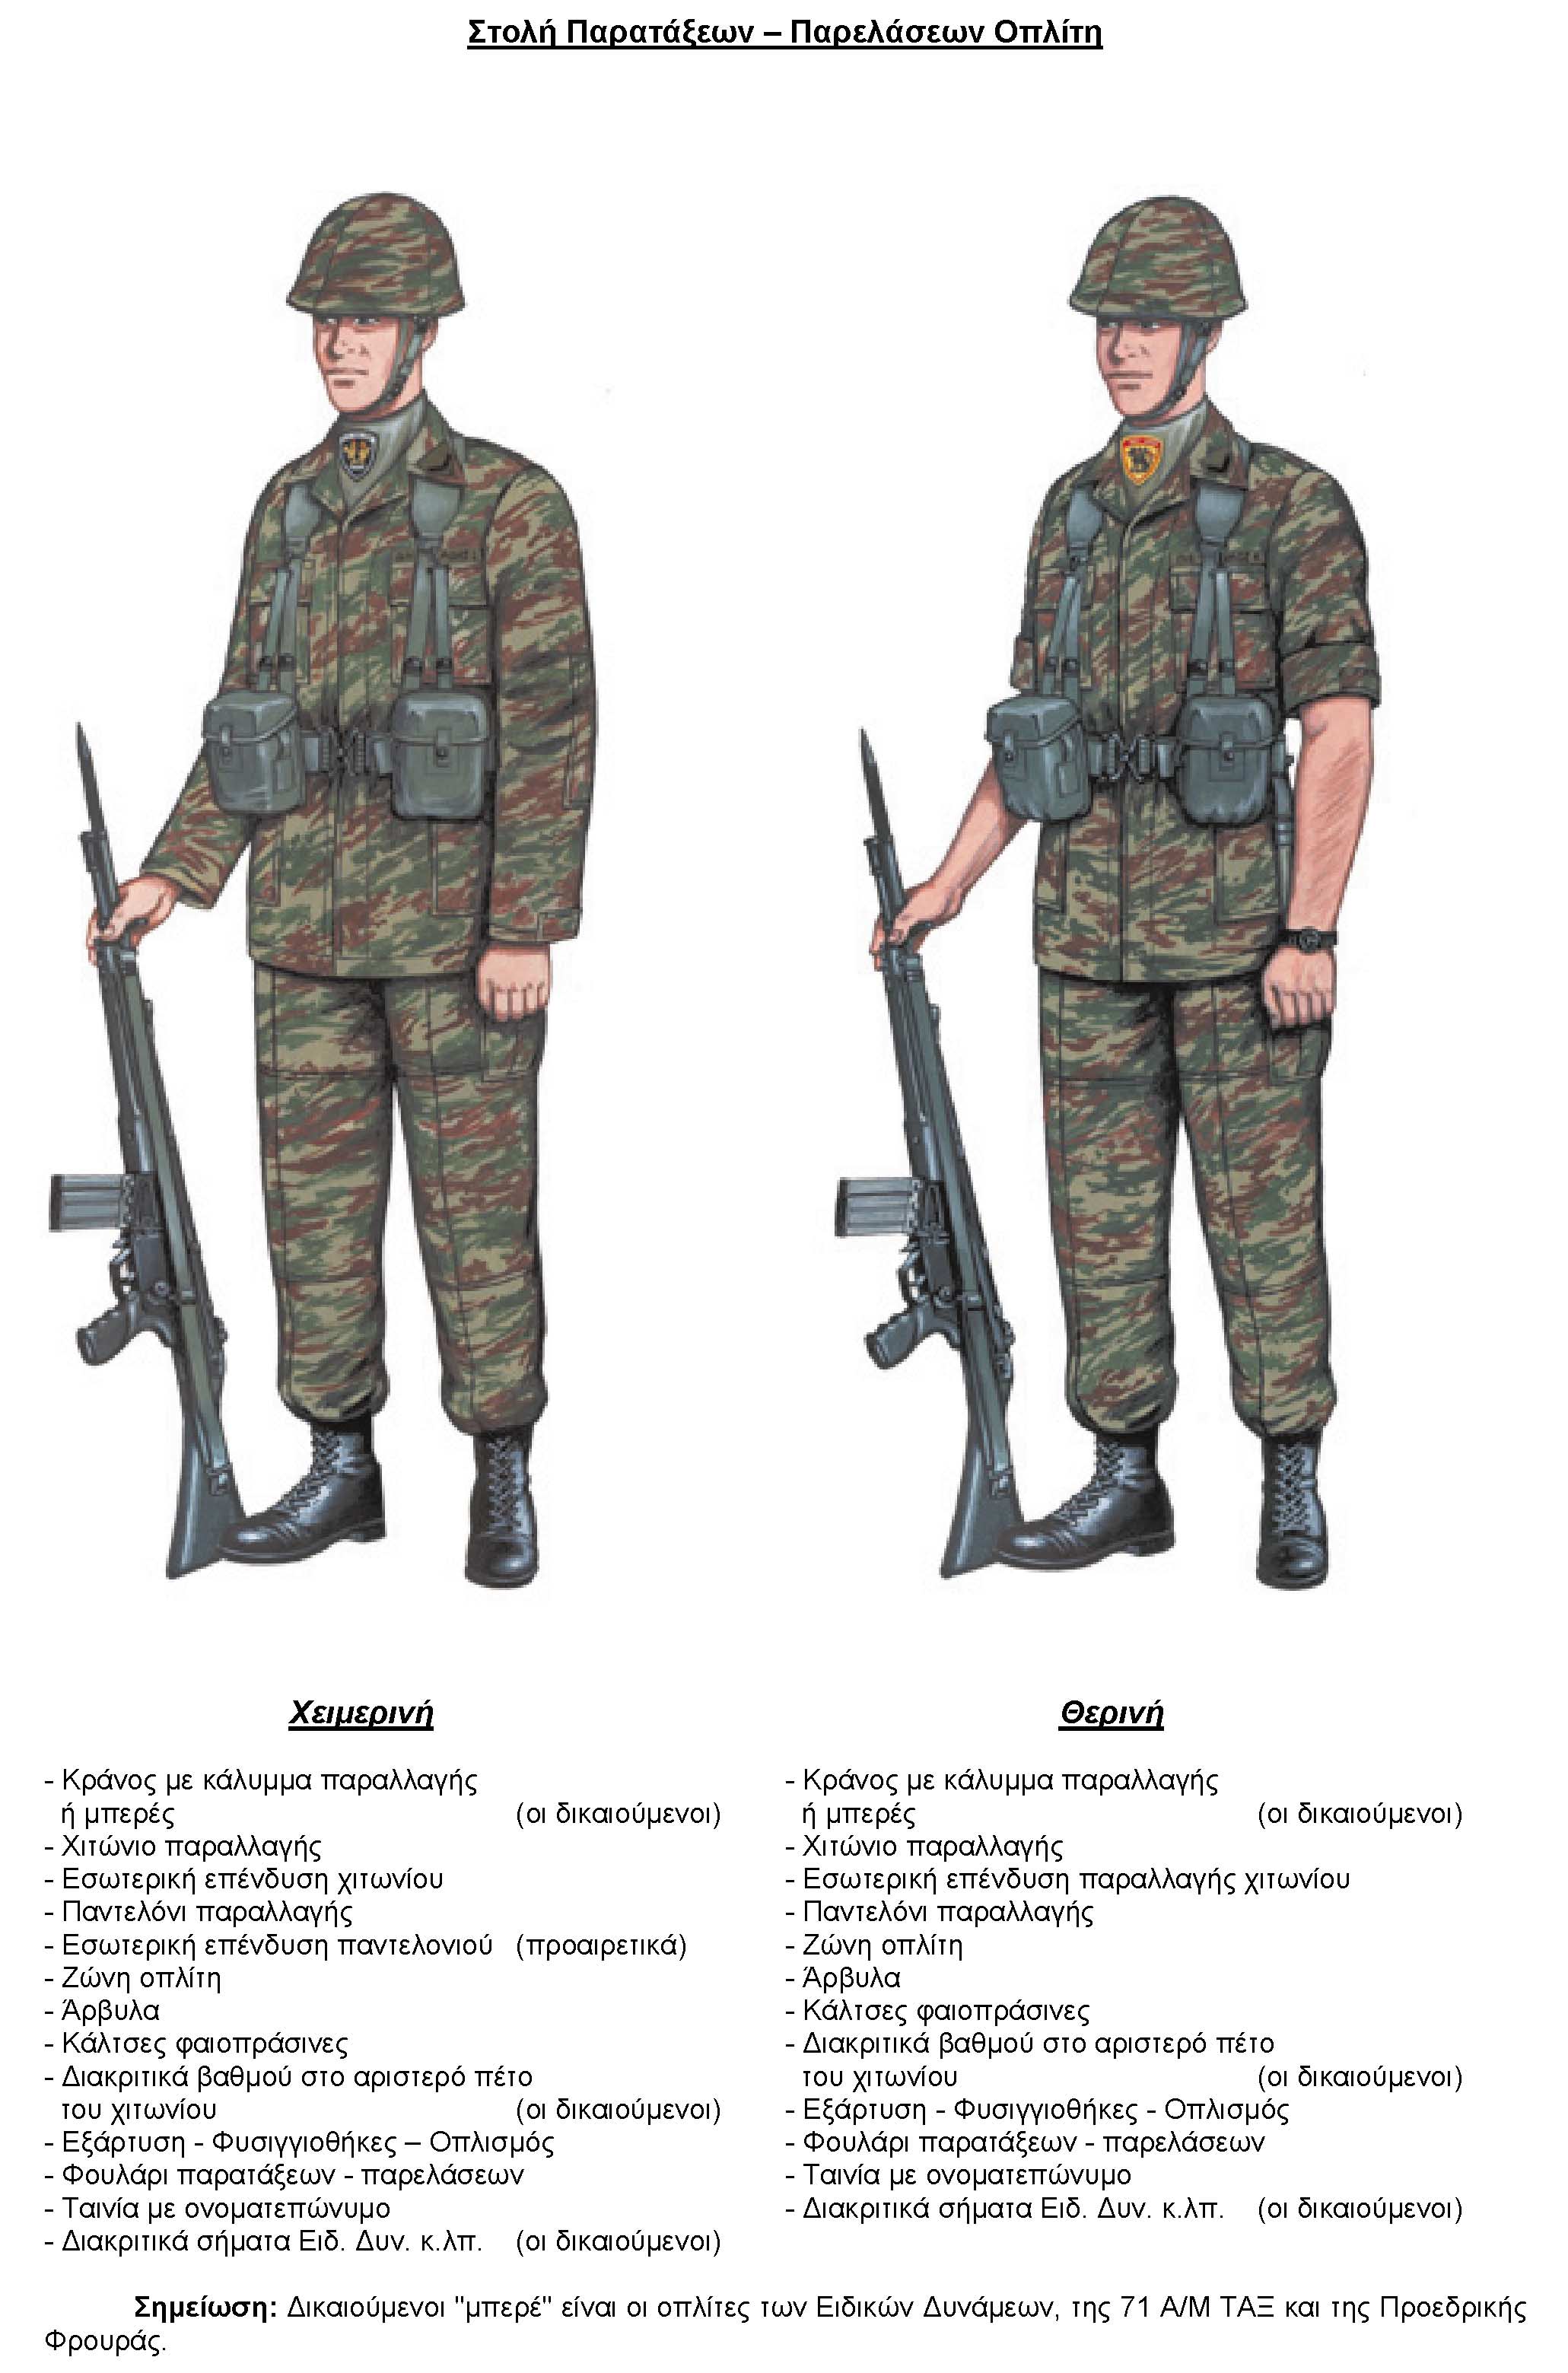 Στολή Παρατάξεων – Παρελάσεων Οπλίτη
Χειμερινή
- Κράνος με κάλυμμα παραλλαγής
ή μπερές (οι δικαιούμενοι)
- Χιτώνιο παραλλαγής
- Εσωτερική επένδυση χιτωνίου
- Παντελόνι παραλλαγής
- Εσωτερική επένδυση παντελονιού (προαιρετικά)
- Ζώνη οπλίτη
- Άρβυλα
- Κάλτσες φαιοπράσινες
- Διακριτικά βαθμού στο αριστερό πέτο
του χιτωνίου (οι δικαιούμενοι)
- Εξάρτυση - Φυσιγγιοθήκες – Οπλισμός
- Φουλάρι παρατάξεων - παρελάσεων
- Ταινία με ονοματεπώνυμο
- Διακριτικά σήματα Ειδ. Δυν. κ.λπ. (οι δικαιούμενοι)
Θερινή
- Κράνος με κάλυμμα παραλλαγής
ή μπερές (οι δικαιούμενοι)
- Χιτώνιο παραλλαγής
- Εσωτερική επένδυση παραλλαγής χιτωνίου
- Παντελόνι παραλλαγής
- Ζώνη οπλίτη
- Άρβυλα
- Κάλτσες φαιοπράσινες
- Διακριτικά βαθμού στο αριστερό πέτο
του χιτωνίου (οι δικαιούμενοι)
- Εξάρτυση - Φυσιγγιοθήκες - Οπλισμός
- Φουλάρι παρατάξεων - παρελάσεων
- Ταινία με ονοματεπώνυμο
- Διακριτικά σήματα Ειδ. Δυν. κ.λπ. (οι δικαιούμενοι)
Σημείωση: Δικαιούμενοι "μπερέ" είναι οι οπλίτες των Ειδικών Δυνάμεων, της 71 Α/Μ ΤΑΞ και της Προεδρικής
Φρουράς.